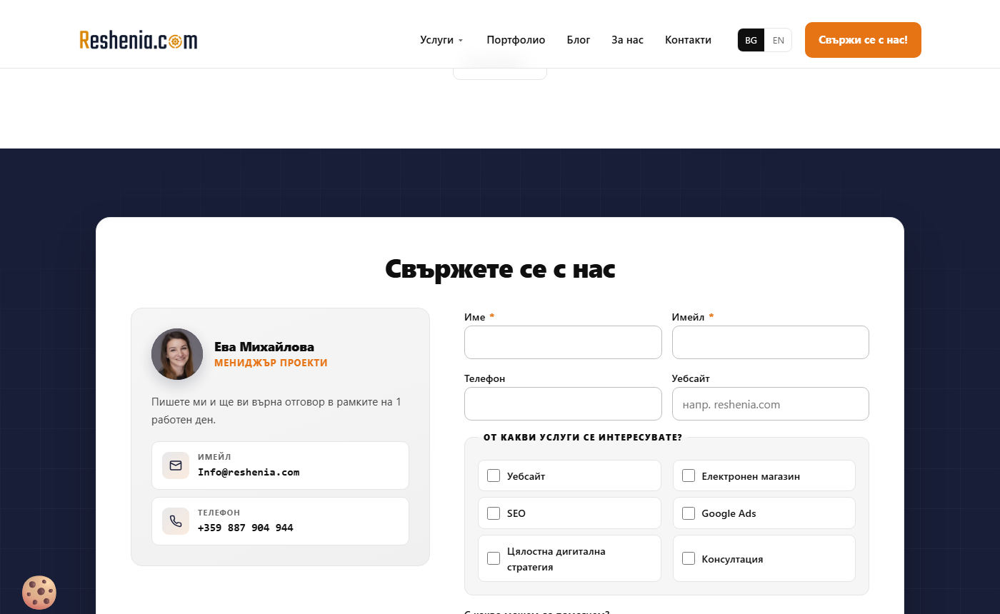 Reshenia.com
Услуги
Портфолио
Блог
За нас
Контакти
BG
EN
Свържи се с нас!
Свържете се с нас
Ева Михайлова
МЕНИДЖЪР ПРОЕКТИ
Пишете ми и ще ви върна отговор в рамките на 1
работен ден.
ИМЕЙЛ
Info@reshenia.com
ТЕЛЕФОН
+359 887 904 944
Име *
Имейл *
Телефон
Уебсайт
напр. reshenia.com
ОТ КАКВИ УСЛУГИ СЕ ИНТЕРЕСУВАТЕ?
Уебсайт
Електронен магазин
SEO
Google Ads
Цялостна дигитална
стратегия
Консултация